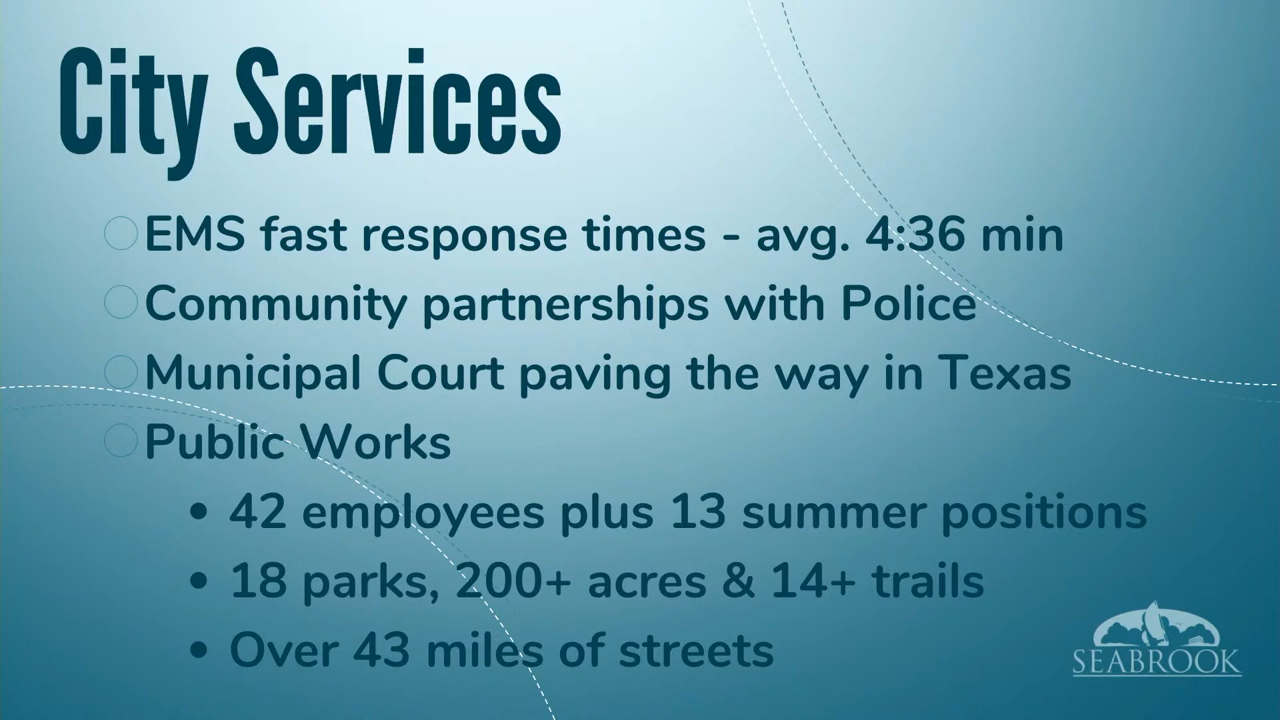 City Services
EMS fast response times - avg. 4:36 min
Community partnerships with Police
Municipal Court paving the way in Texas
Public Works
• 42 employees plus 13 summer positions
• 18 parks, 200+ acres & 14+ trails
• Over 43 miles of streets
SEABROOK